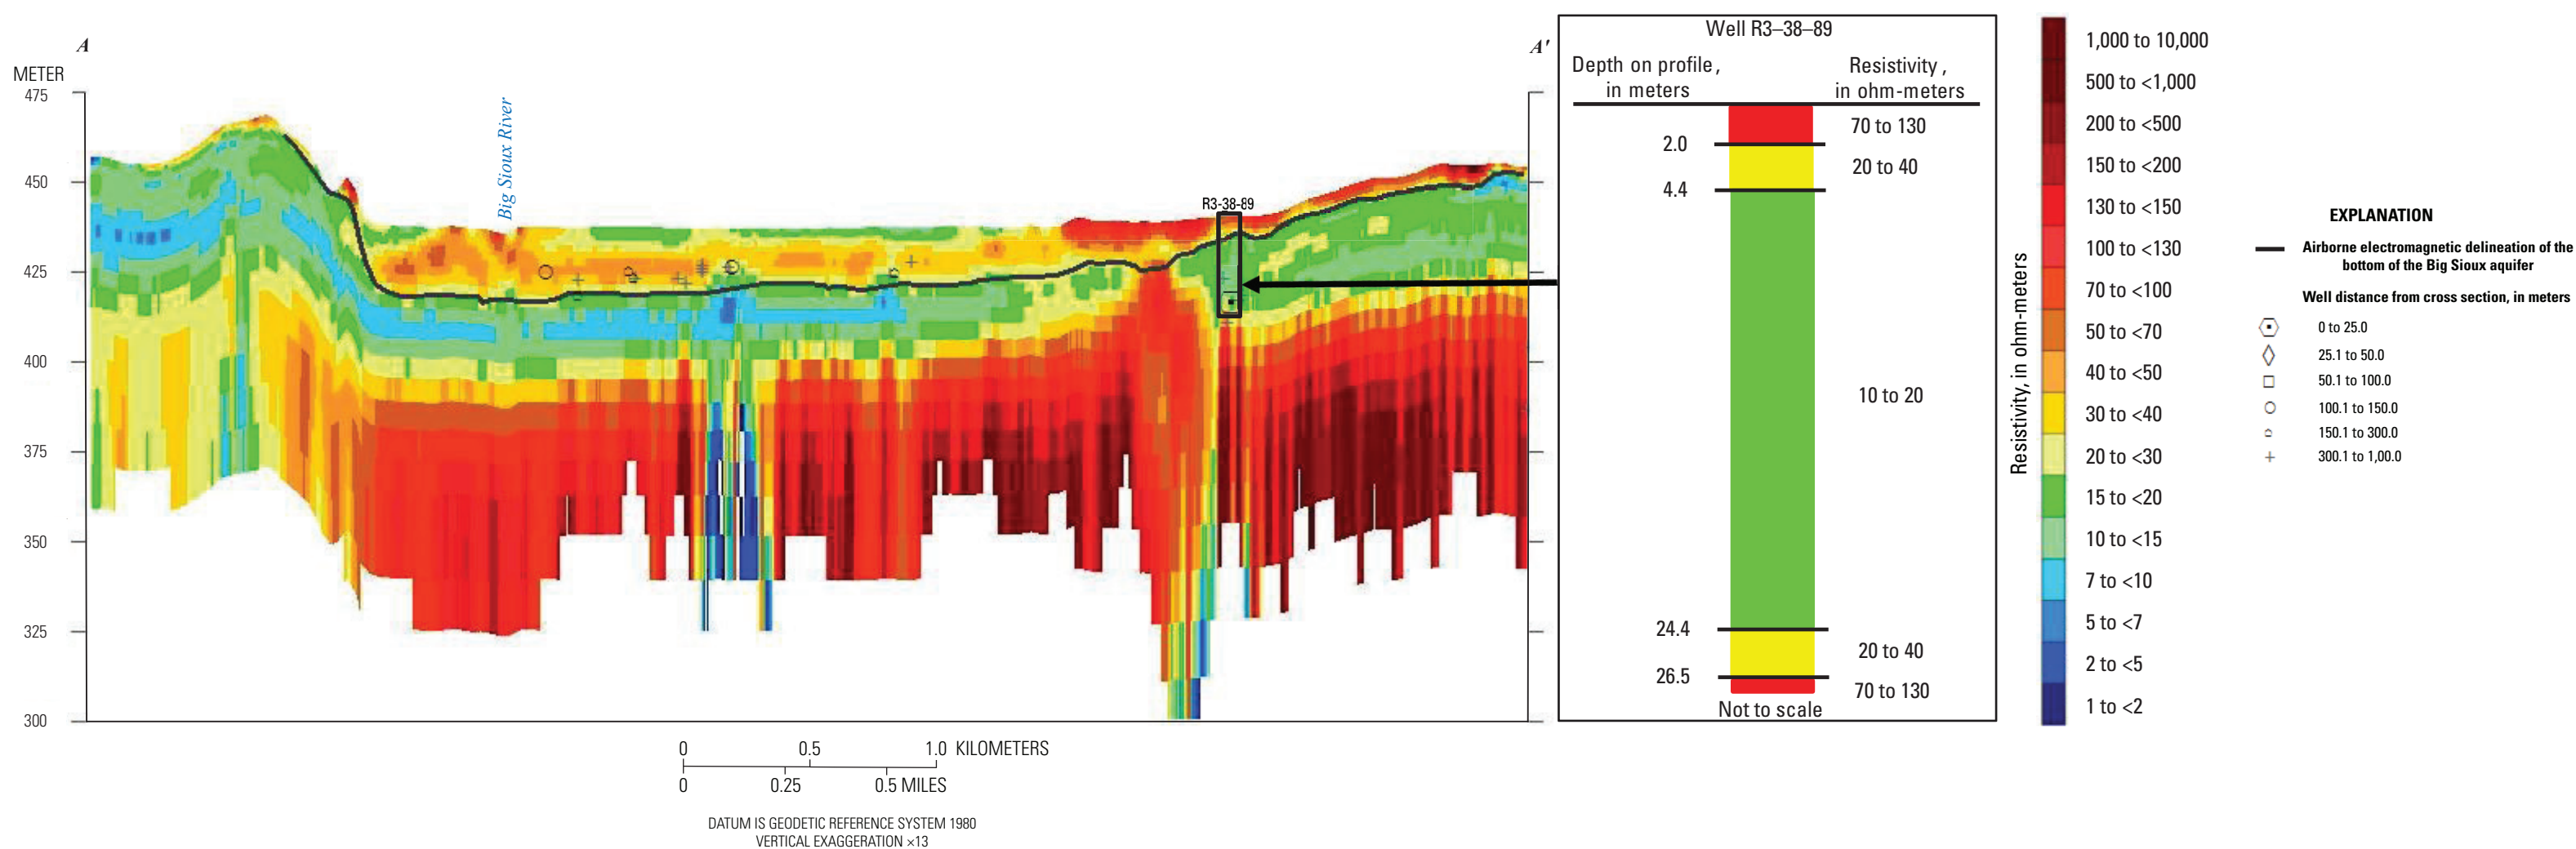 A
A'
METER
475
450
425
400
375
350
325
300
Big Sioux River
R3-38-89
0 0.5 1.0 KILOMETERS
0 0.25 0.5 MILES
DATUM IS GEODETIC REFERENCE SYSTEM 1980
VERTICAL EXAGGERATION ×13
Well R3–38–89
Depth on profile, Resistivity,
in meters in ohm-meters
70 to 130
2.0
20 to 40
4.4
10 to 20
24.4
20 to 40
26.5
70 to 130
Not to scale
Resistivity, in ohm-meters
1,000 to 10,000
500 to <1,000
200 to <500
150 to <200
130 to <150
100 to <130
70 to <100
50 to <70
40 to <50
30 to <40
20 to <30
15 to <20
10 to <15
7 to <10
5 to <7
2 to <5
1 to <2
EXPLANATION
Airborne electromagnetic delineation of the
bottom of the Big Sioux aquifer
Well distance from cross section, in meters
0 to 25.0
25.1 to 50.0
50.1 to 100.0
100.1 to 150.0
150.1 to 300.0
300.1 to 1,00.0